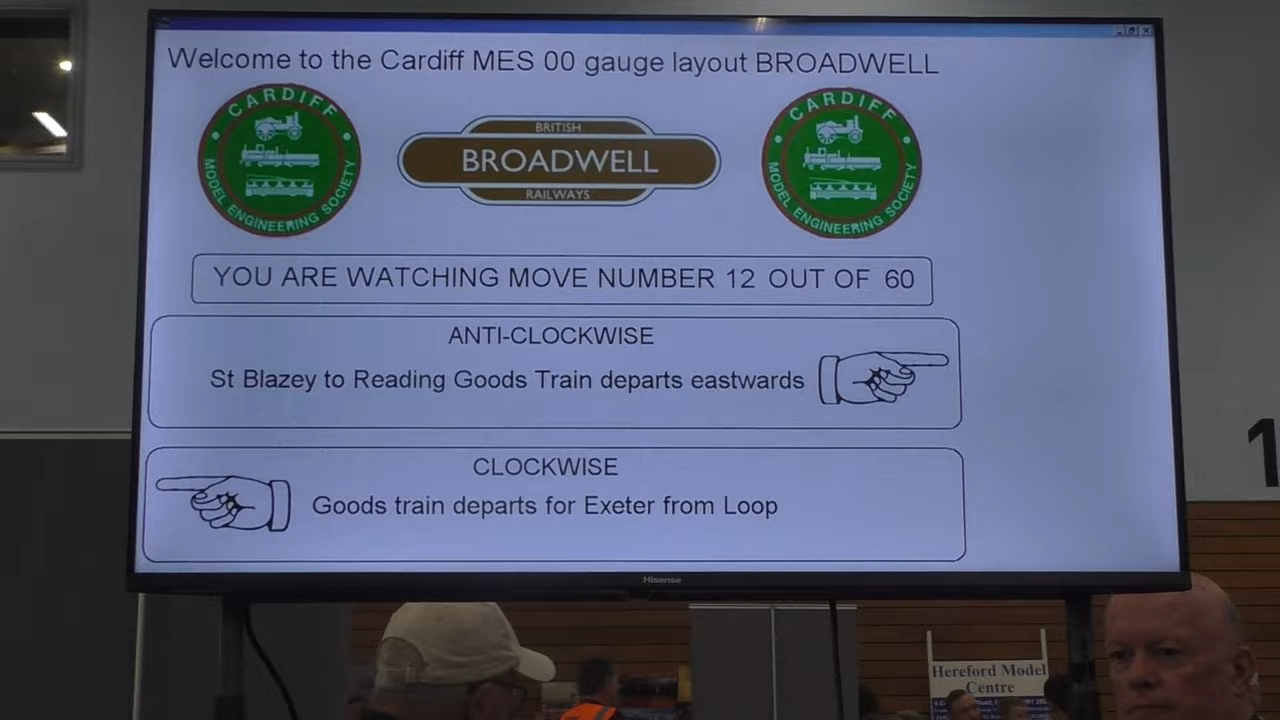 Welcome to the Cardiff MES 00 gauge layout BROADWELL
CARDIFF
MODEL ENGINEERING SOCIETY
BRITISH
BROADWELL
RAILWAYS
CARDIFF
MODEL ENGINEERING SOCIETY
YOU ARE WATCHING MOVE NUMBER 12 OUT OF 60
ANTI-CLOCKWISE
St Blazey to Reading Goods Train departs eastwards
CLOCKWISE
Goods train departs for Exeter from Loop
Hisense
1
Hereford Model
Centre